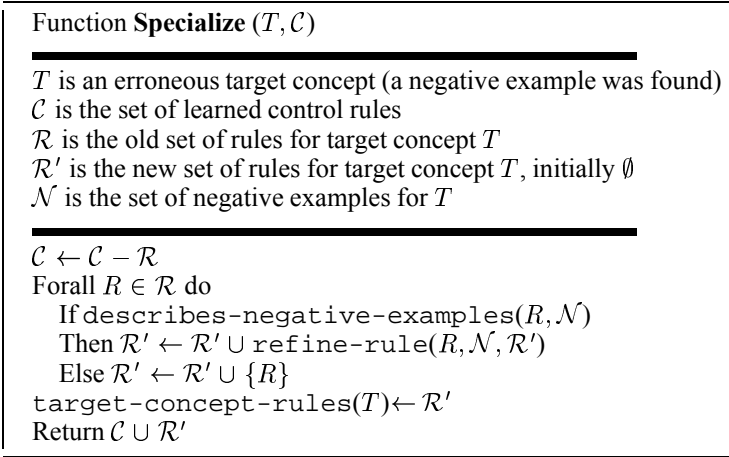 Function Specialize (T, 𝒞)
T is an erroneous target concept (a negative example was found)
𝒞 is the set of learned control rules
ℛ is the old set of rules for target concept T
ℛ′ is the new set of rules for target concept T, initially ∅
𝒩 is the set of negative examples for T
𝒞 ← 𝒞 − ℛ
Forall R ∈ ℛ do
If describes-negative-examples(R, 𝒩)
Then ℛ′ ← ℛ′ ∪ refine-rule(R, 𝒩, ℛ′)
Else ℛ′ ← ℛ′ ∪ {R}
target-concept-rules(T)← ℛ′
Return 𝒞 ∪ ℛ′